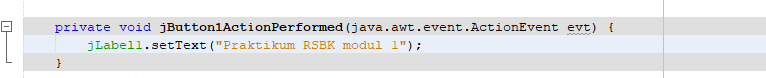 private void jButton1ActionPerformed(java.awt.event.ActionEvent evt) {
jLabel1.setText("Praktikum RSBK modul 1");
}